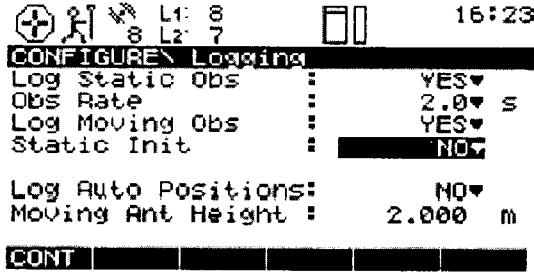 L1: 8 16:23
8 L2: 7
CONFIGURE\ Logging
Log Static Obs : YES▼
Obs Rate : 2.0▼ s
Log Moving Obs : YES▼
Static Init : NO▼
Log Auto Positions: NO▼
Moving Ant Height : 2.000 m
CONT